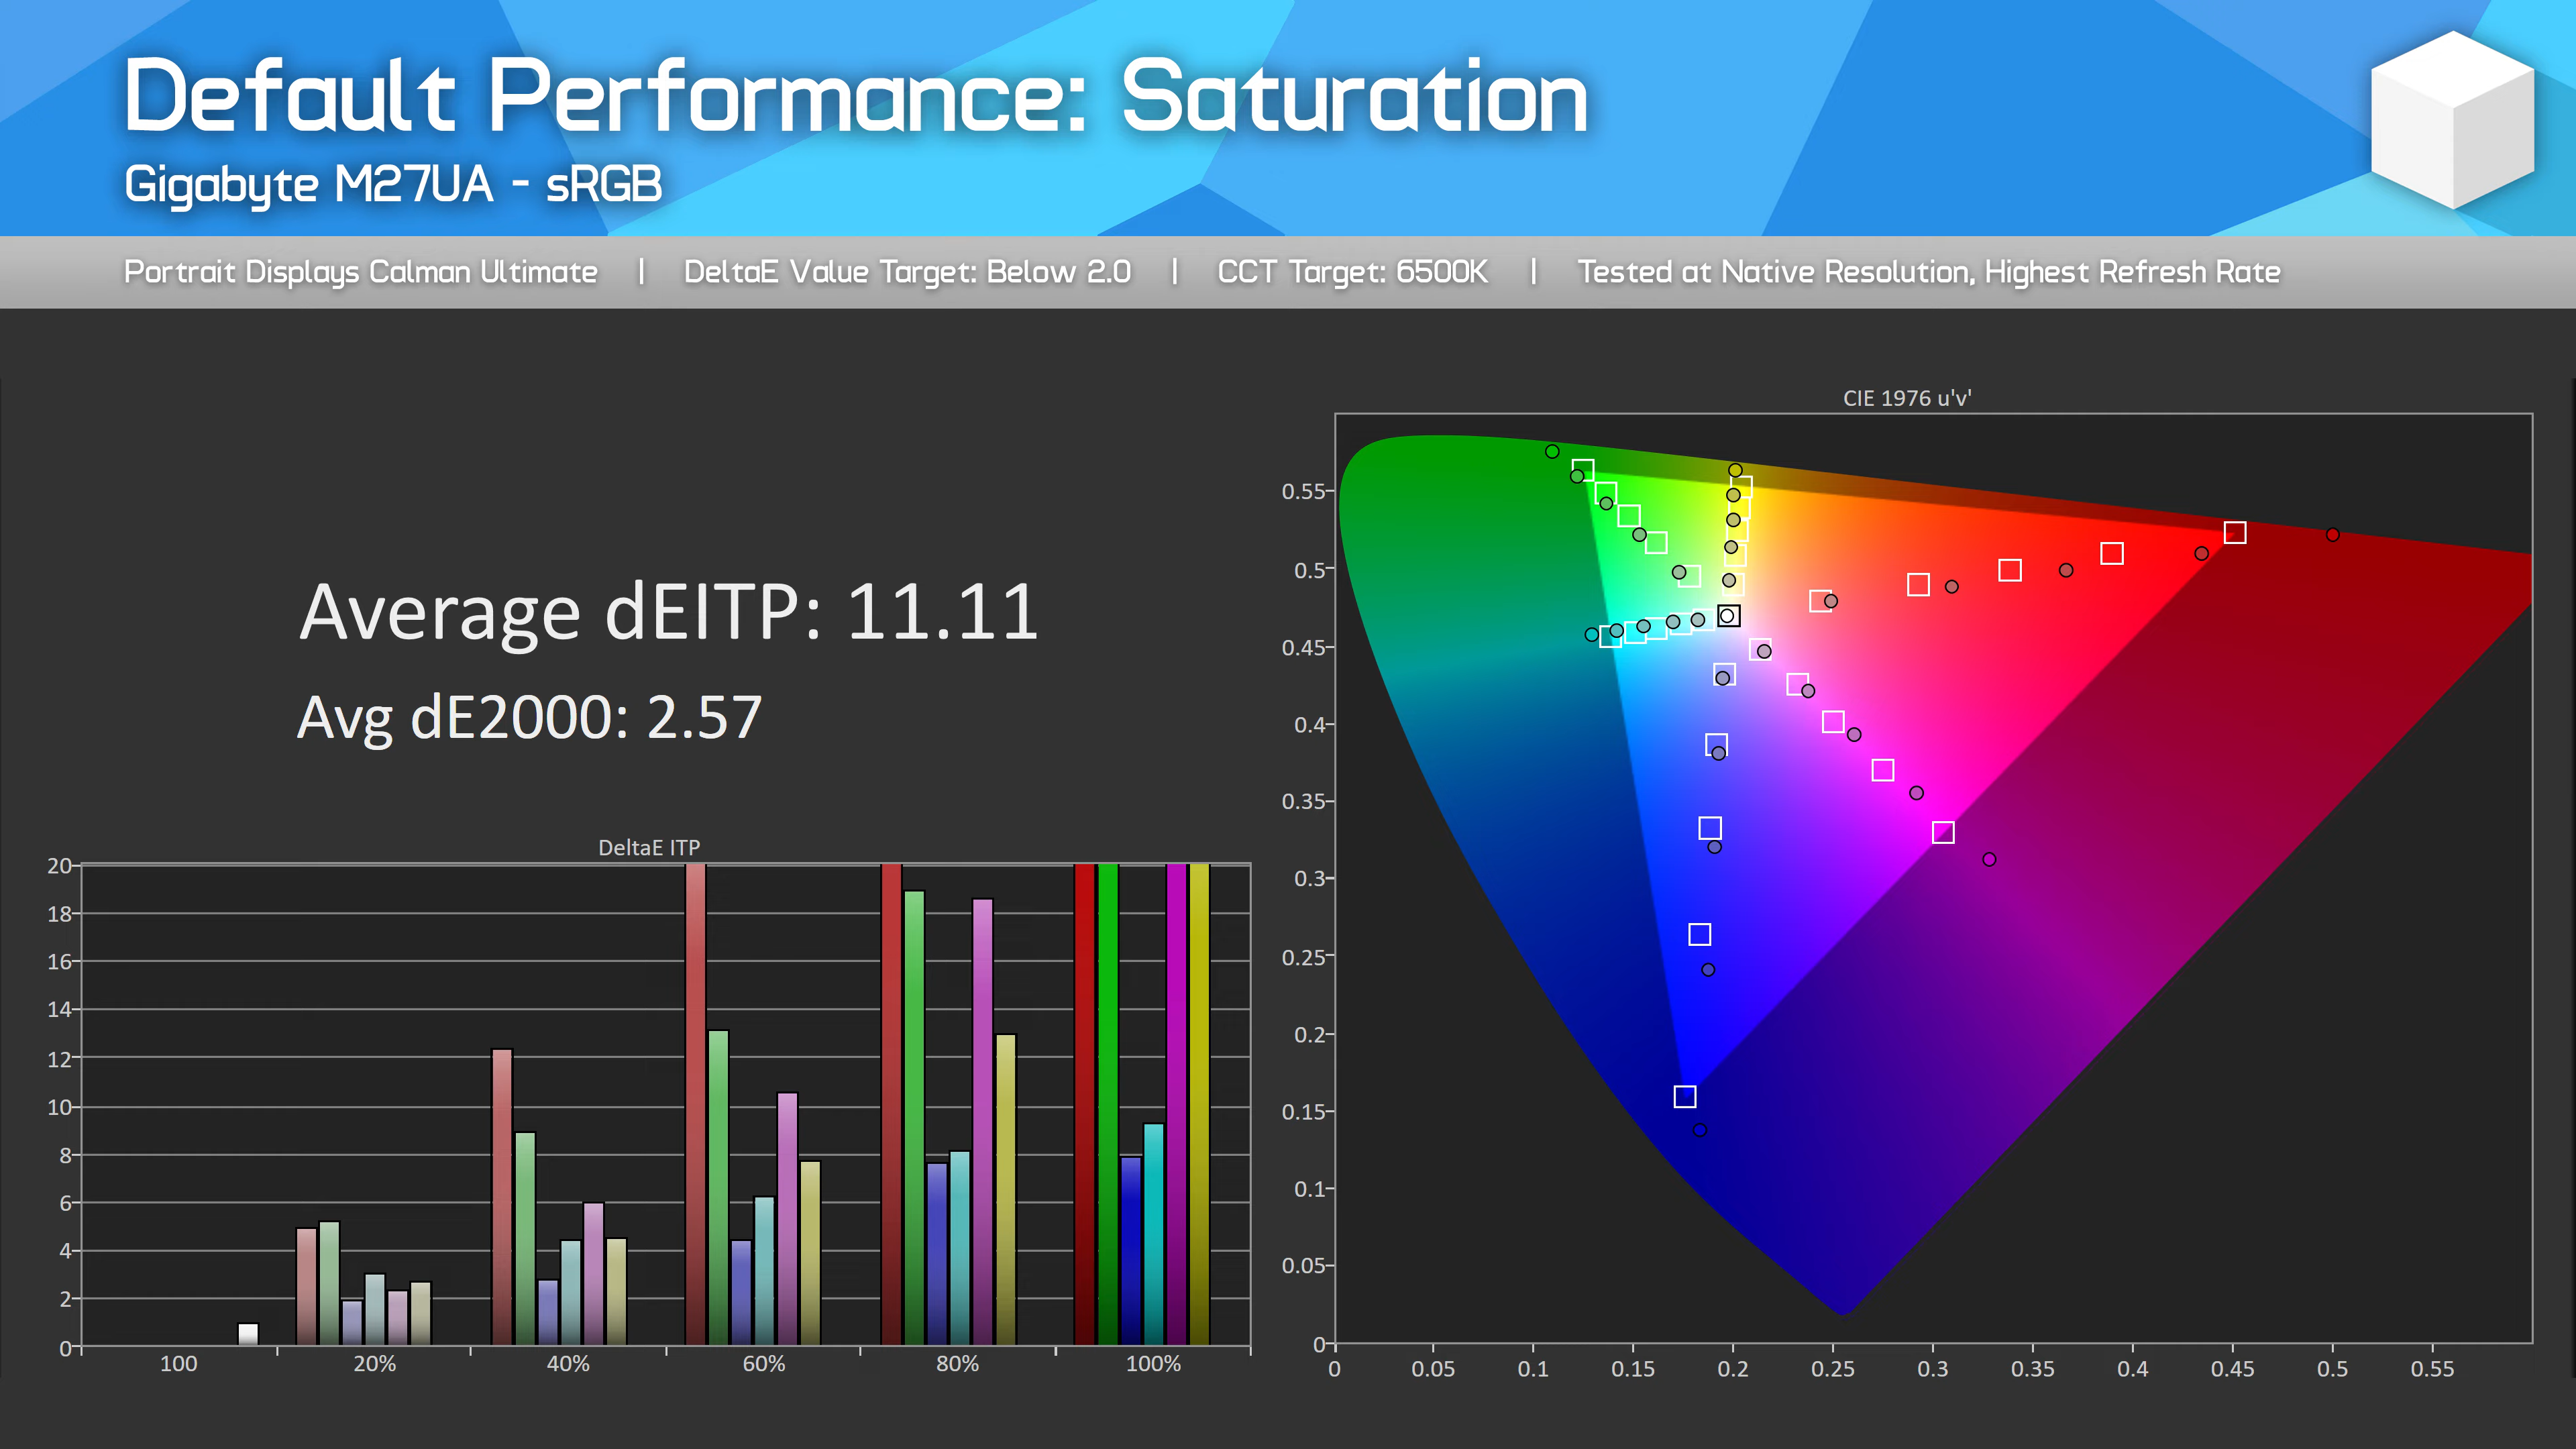 Default Performance: Saturation
Gigabyte M27UA - sRGB
Portrait Displays Calman Ultimate | DeltaE Value Target: Below 2.0 | CCT Target: 6500K | Tested at Native Resolution, Highest Refresh Rate
Average dEITP: 11.11
Avg dE2000: 2.57
DeltaE ITP
20
18
16
14
12
10
8
6
4
2
0
100 20% 40% 60% 80% 100%
CIE 1976 u'v'
0.55
0.5
0.45
0.4
0.35
0.3
0.25
0.2
0.15
0.1
0.05
0
0 0.05 0.1 0.15 0.2 0.25 0.3 0.35 0.4 0.45 0.5 0.55